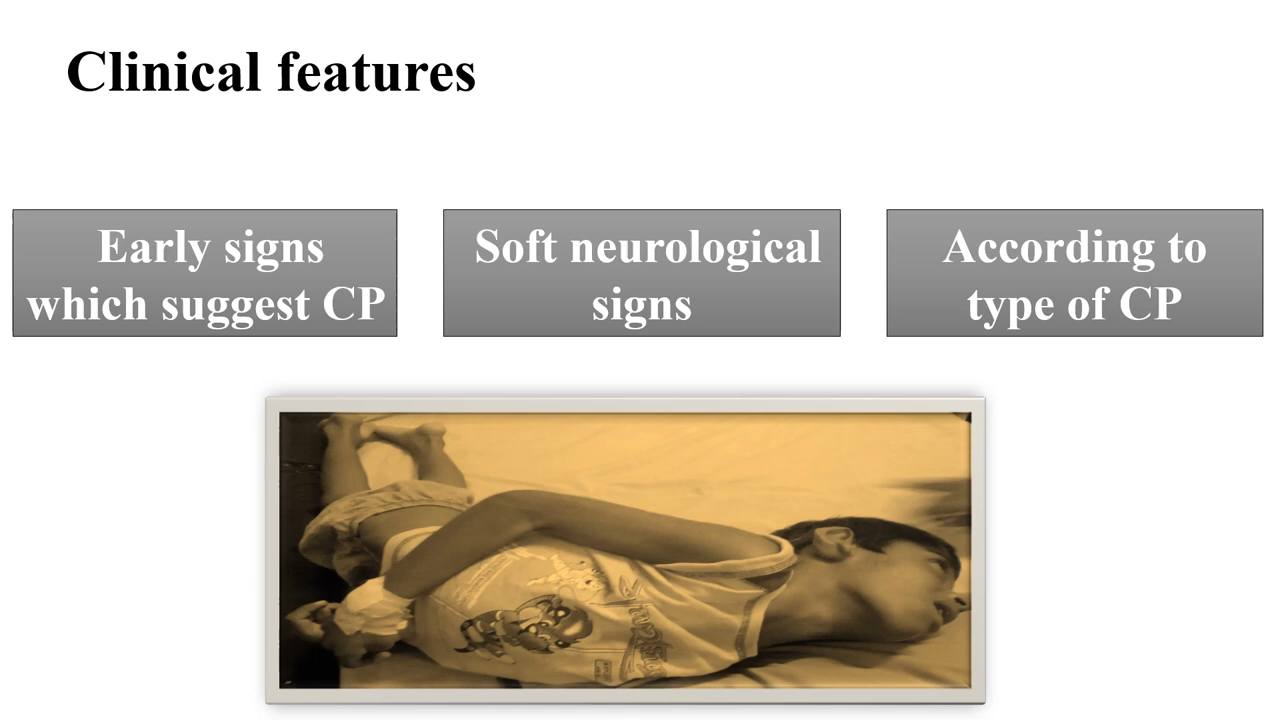 Clinical features
Early signs
which suggest CP
Soft neurological
signs
According to
type of CP